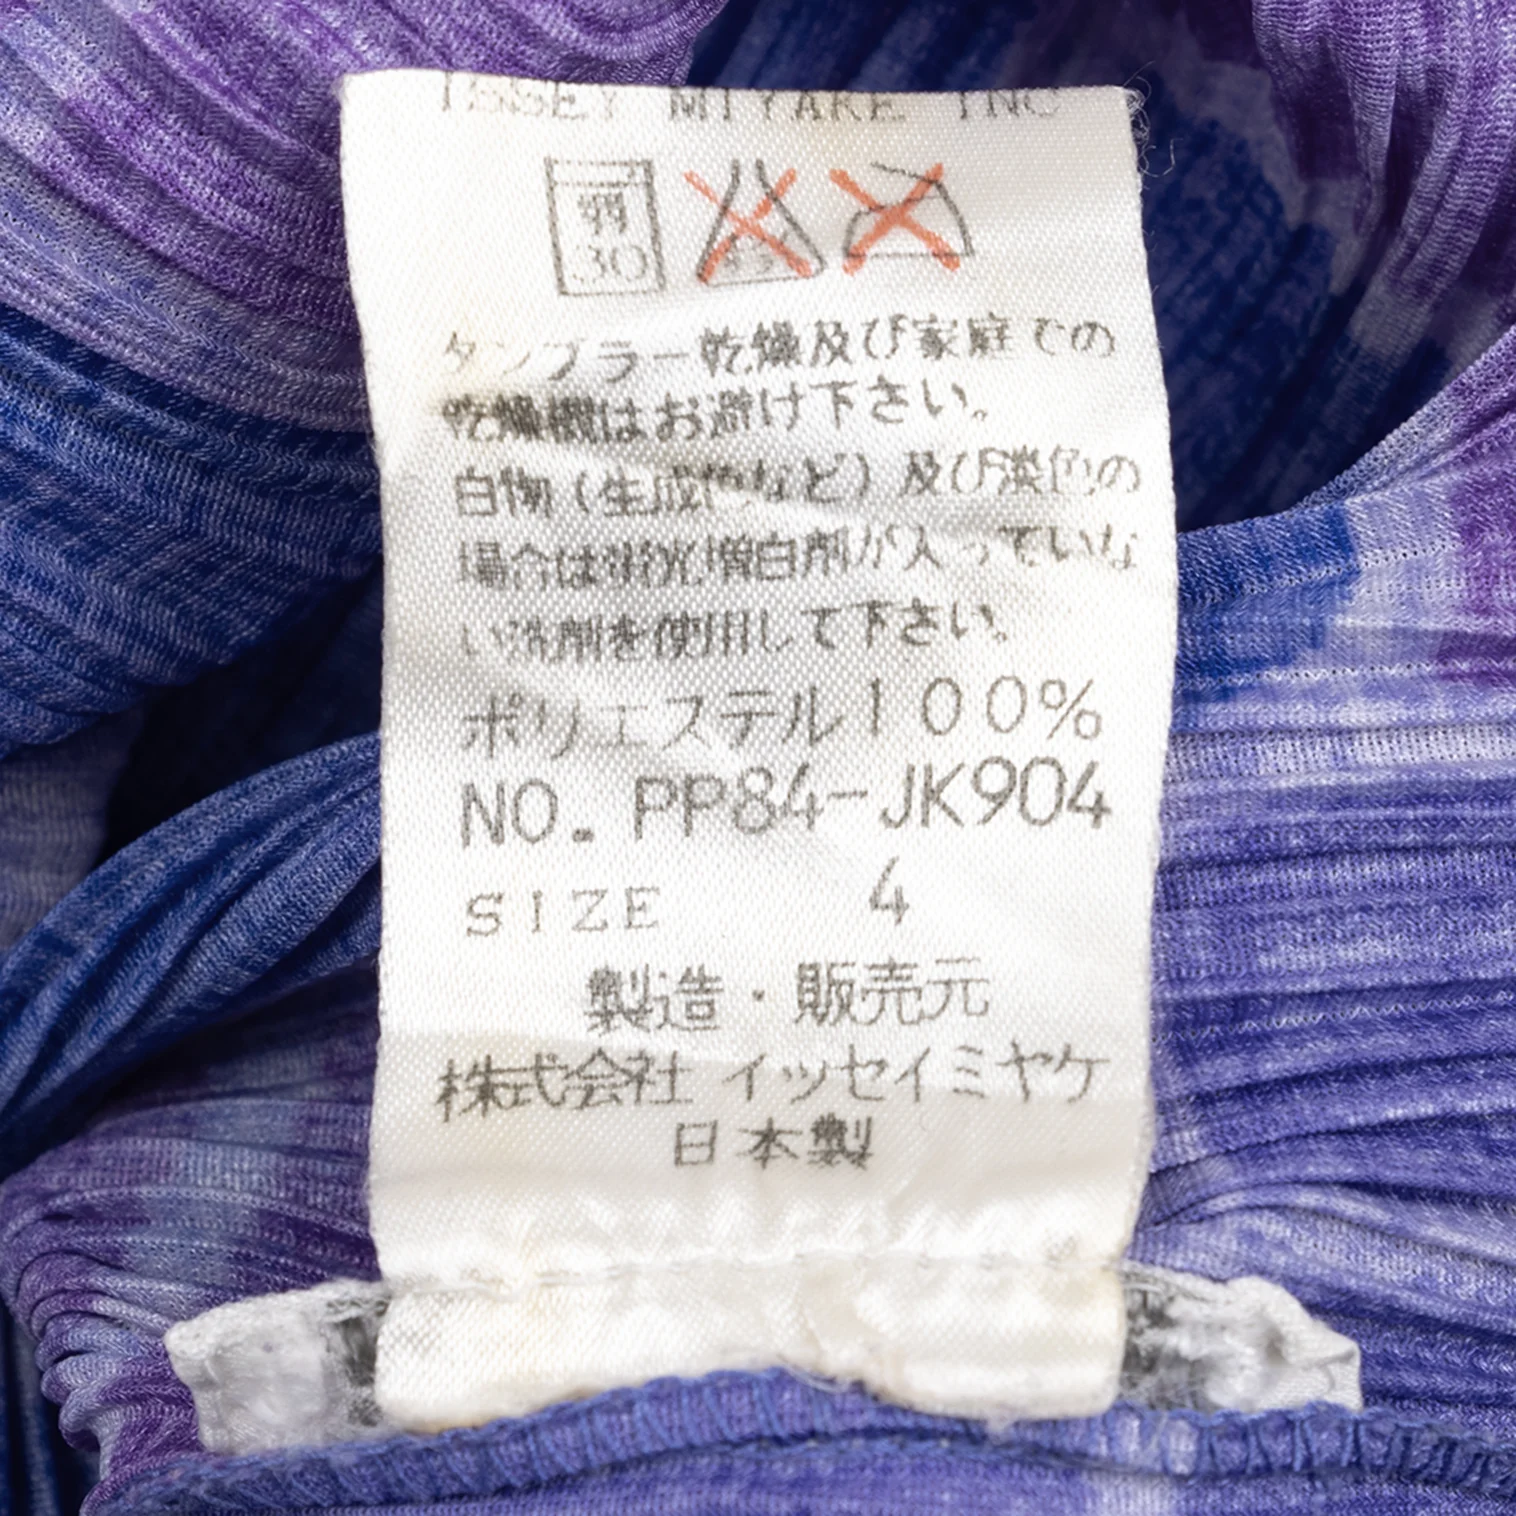 ISSEY MIYAKE INC
弱
30
タンブラー乾燥及び家庭での
乾燥機はお避け下さい。
白物(生成色など)及び淡色の
場合は蛍光増白剤が入っていな
い洗剤を使用して下さい。
ポリエステル100%
NO. PP84-JK904
SIZE 4
製造・販売元
株式会社 イッセイミヤケ
日本製